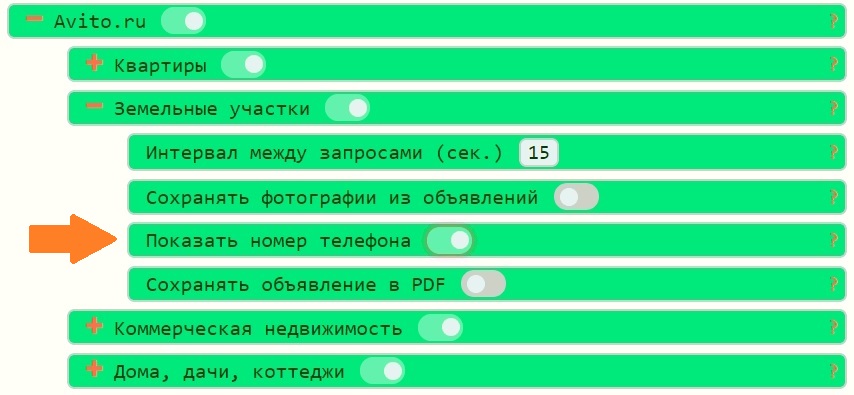 Avito.ru ?
Квартиры ?
Земельные участки ?
Интервал между запросами (сек.) 15 ?
Сохранять фотографии из объявлений ?
Показать номер телефона ?
Сохранять объявление в PDF ?
Коммерческая недвижимость ?
Дома, дачи, коттеджи ?